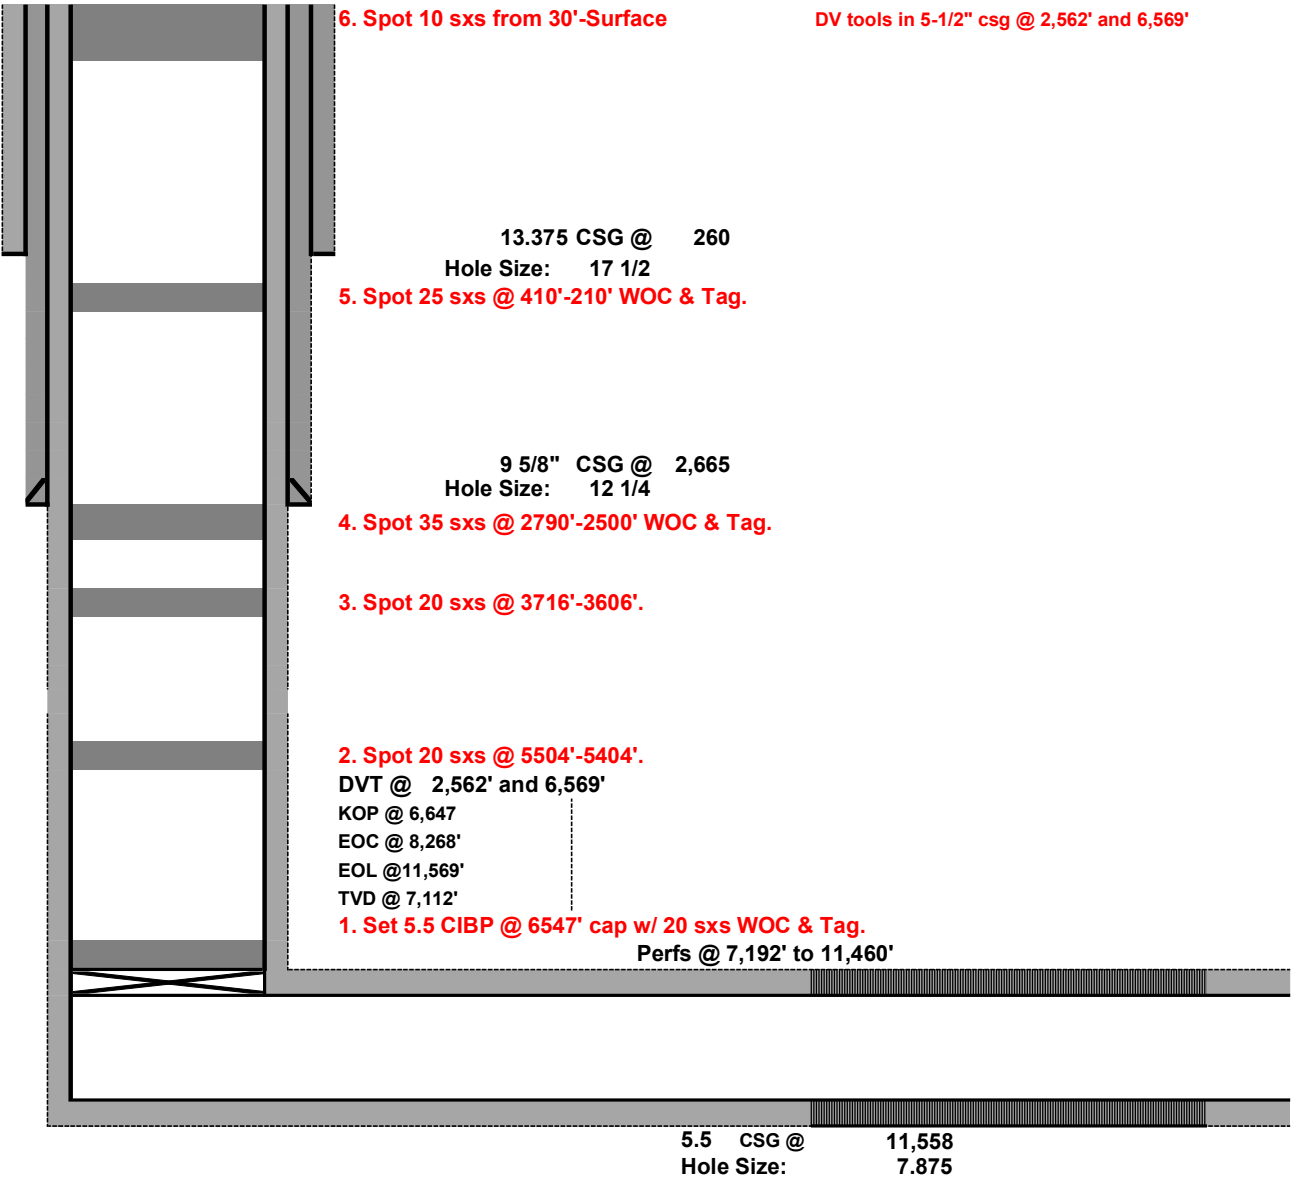 6. Spot 10 sxs from 30'-Surface
DV tools in 5-1/2" csg @ 2,562' and 6,569'
13.375 CSG @ 260
Hole Size: 17 1/2
5. Spot 25 sxs @ 410'-210' WOC & Tag.
9 5/8" CSG @ 2,665
Hole Size: 12 1/4
4. Spot 35 sxs @ 2790'-2500' WOC & Tag.
3. Spot 20 sxs @ 3716'-3606'.
2. Spot 20 sxs @ 5504'-5404'.
DVT @ 2,562' and 6,569'
KOP @ 6,647
EOC @ 8,268'
EOL @11,569'
TVD @ 7,112'
1. Set 5.5 CIBP @ 6547' cap w/ 20 sxs WOC & Tag.
Perfs @ 7,192' to 11,460'
5.5 CSG @ 11,558
Hole Size: 7.875